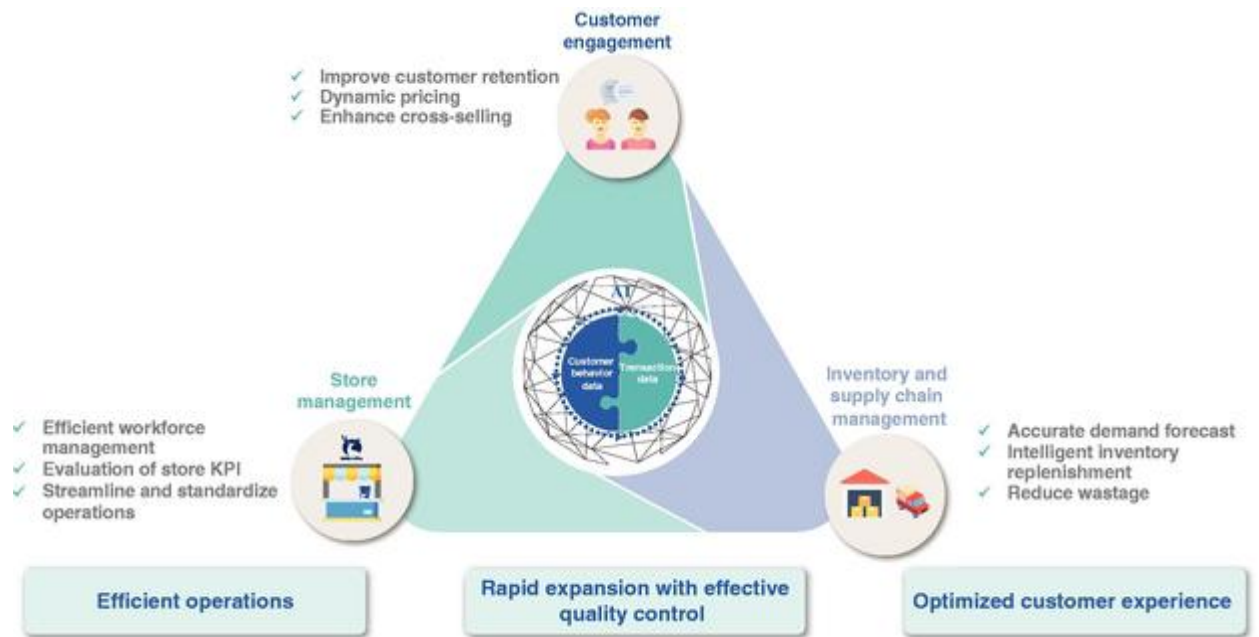 Customer
engagement
Improve customer retention
Dynamic pricing
Enhance cross-selling
AI
Customer
behavior
data
Transaction
data
Store
management
Efficient workforce
management
Evaluation of store KPI
Streamline and standardize
operations
Inventory and
supply chain
management
Accurate demand forecast
Intelligent inventory
replenishment
Reduce wastage
Efficient operations
Rapid expansion with effective
quality control
Optimized customer experience